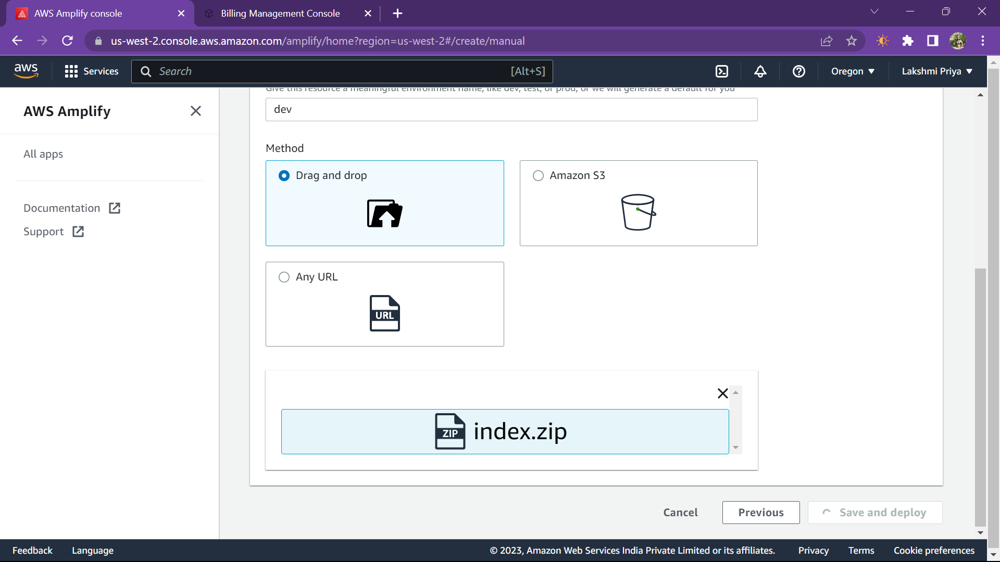 AWS Amplify console
Billing Management Console
us-west-2.console.aws.amazon.com/amplify/home?region=us-west-2#/create/manual
aws
Services
Search
[Alt+S]
Oregon
Lakshmi Priya
AWS Amplify
All apps
Documentation
Support
Give this resource a meaningful environment name, like dev, test, or prod, or we will generate a default for you
dev
Method
Drag and drop
Amazon S3
Any URL
URL
ZIP
index.zip
Cancel
Previous
Save and deploy
Feedback
Language
© 2023, Amazon Web Services India Private Limited or its affiliates.
Privacy
Terms
Cookie preferences